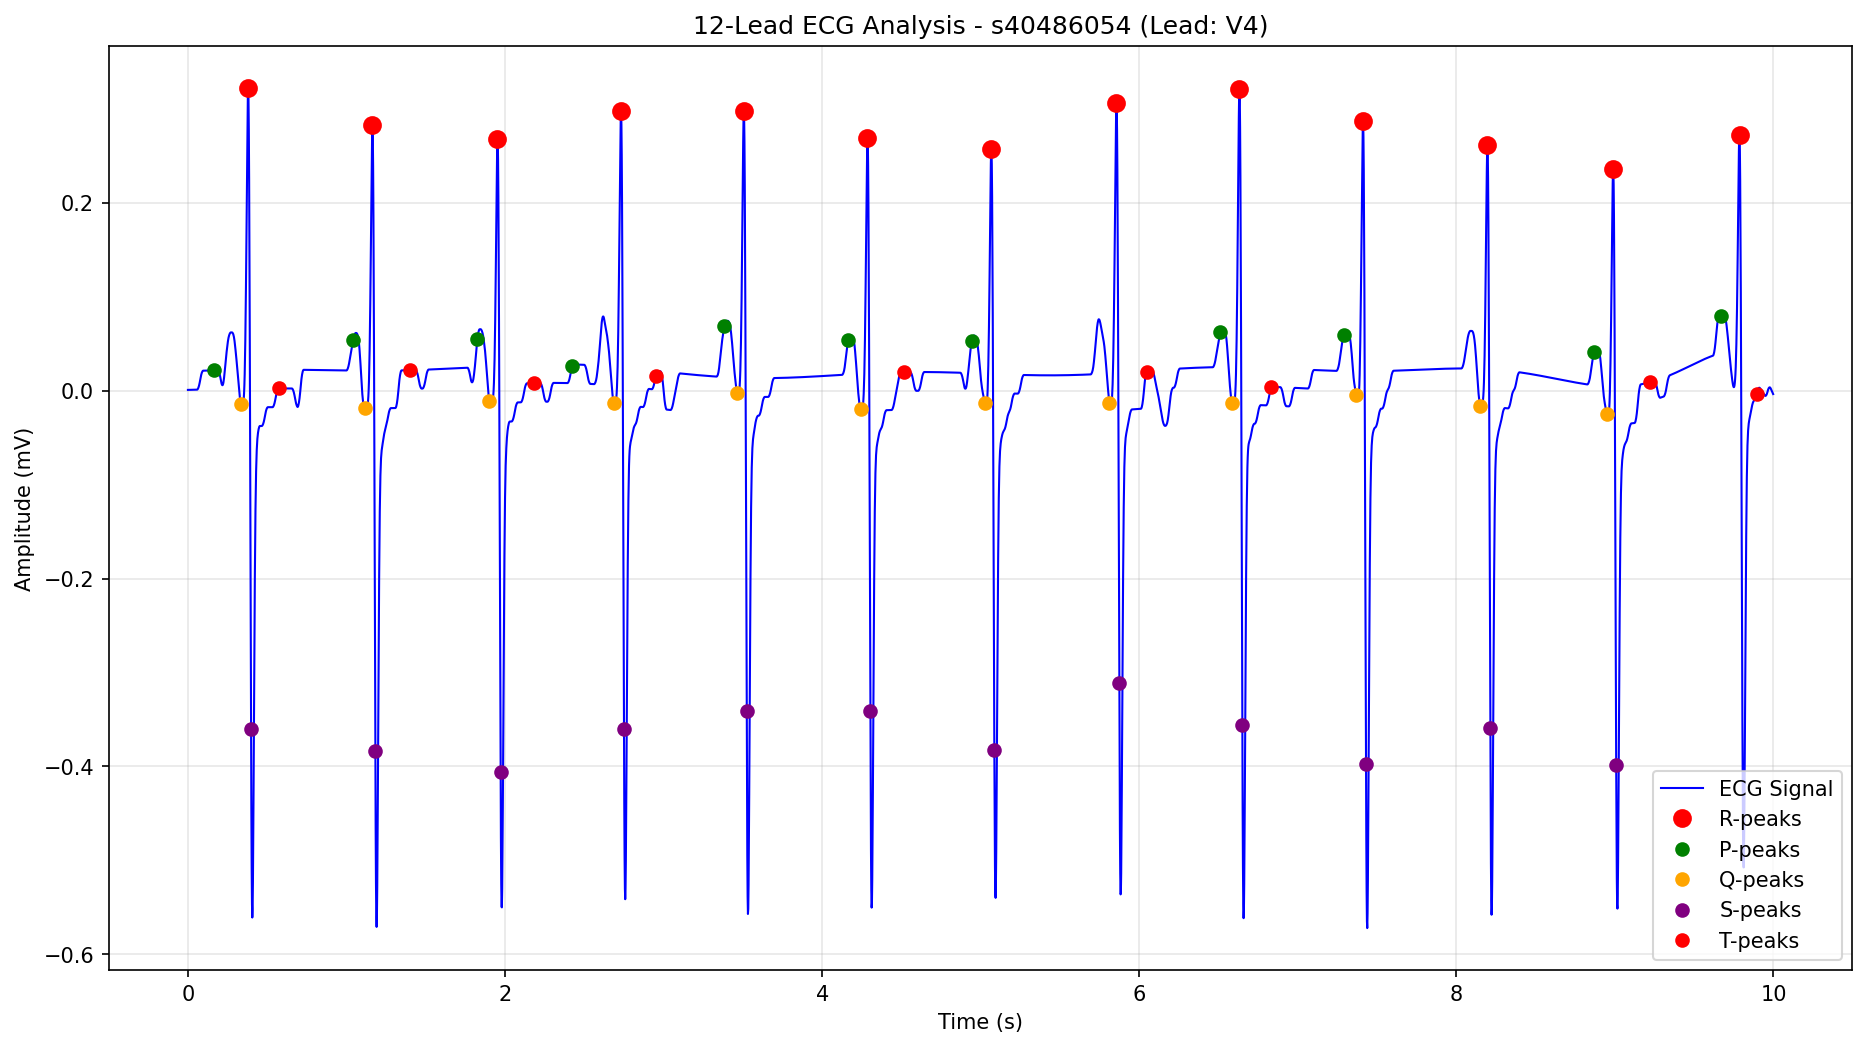 12-Lead ECG Analysis - s40486054 (Lead: V4)
Amplitude (mV)
0.2
0.0
−0.2
−0.4
−0.6
0 2 4 6 8 10
Time (s)
ECG Signal
R-peaks
P-peaks
Q-peaks
S-peaks
T-peaks